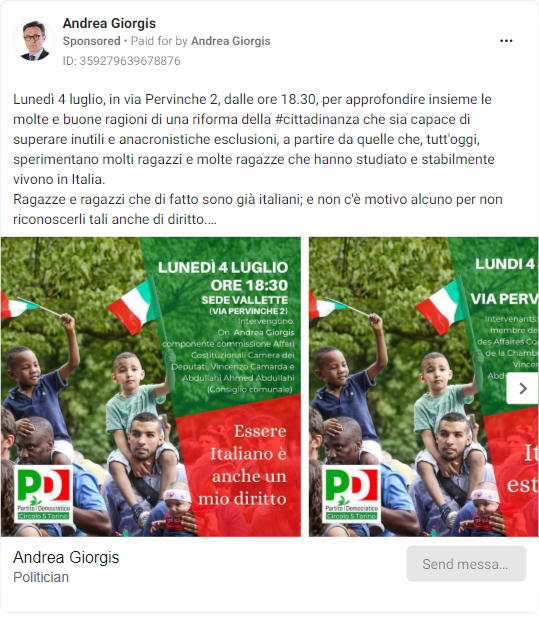 Andrea Giorgis
Sponsored • Paid for by Andrea Giorgis
ID: 359279639678876
Lunedì 4 luglio, in via Pervinche 2, dalle ore 18.30, per approfondire insieme le
molte e buone ragioni di una riforma della #cittadinanza che sia capace di
superare inutili e anacronistiche esclusioni, a partire da quelle che, tutt'oggi,
sperimentano molti ragazzi e molte ragazze che hanno studiato e stabilmente
vivono in Italia.
Ragazze e ragazzi che di fatto sono già italiani; e non c'è motivo alcuno per non
riconoscerli tali anche di diritto....
LUNEDÌ 4 LUGLIO
ORE 18:30
SEDE VALLETTE
(VIA PERVINCHE 2)
Intervengono:
On. Andrea Giorgis
componente commissione Affari
Costituzionali Camera dei
Deputati, Vincenzo Camarda e
Abdullahi Ahmed Abdullahi
(Consiglio comunale)
Essere
Italiano è
anche un
mio diritto
PD
Partito Democratico
Circolo 5 Torino
LUNDI 4
VIA PERV
Intervenants:
membre de
des Affaires Co
de la Chamb
Vincen
Abd
It
est
PD
Partito Democratico
Circolo 5 Torino
Andrea Giorgis
Politician
Send messa...